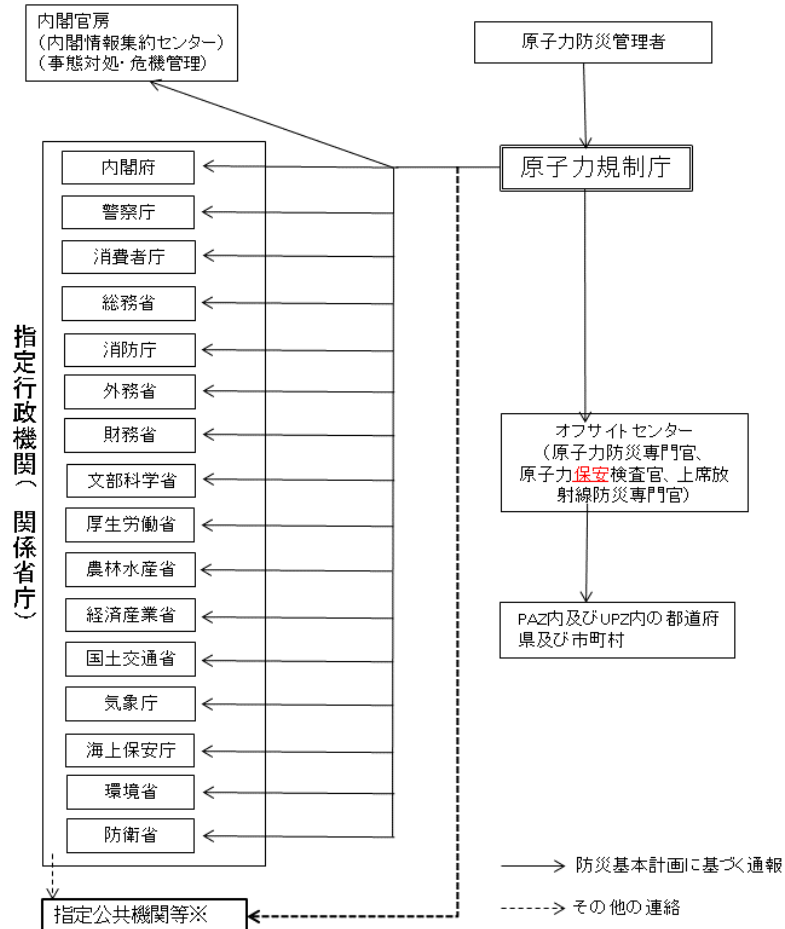 内閣官房
(内閣情報集約センター)
(事態対処・危機管理)
原子力防災管理者
原子力規制庁
指定行政機関(関係省庁)
内閣府
警察庁
消費者庁
総務省
消防庁
外務省
財務省
文部科学省
厚生労働省
農林水産省
経済産業省
国土交通省
気象庁
海上保安庁
環境省
防衛省
オフサイトセンター
(原子力防災専門官、
原子力保安検査官、上席放
射線防災専門官)
PAZ内及びUPZ内の都道府
県及び市町村
指定公共機関等※
防災基本計画に基づく通報
その他の連絡